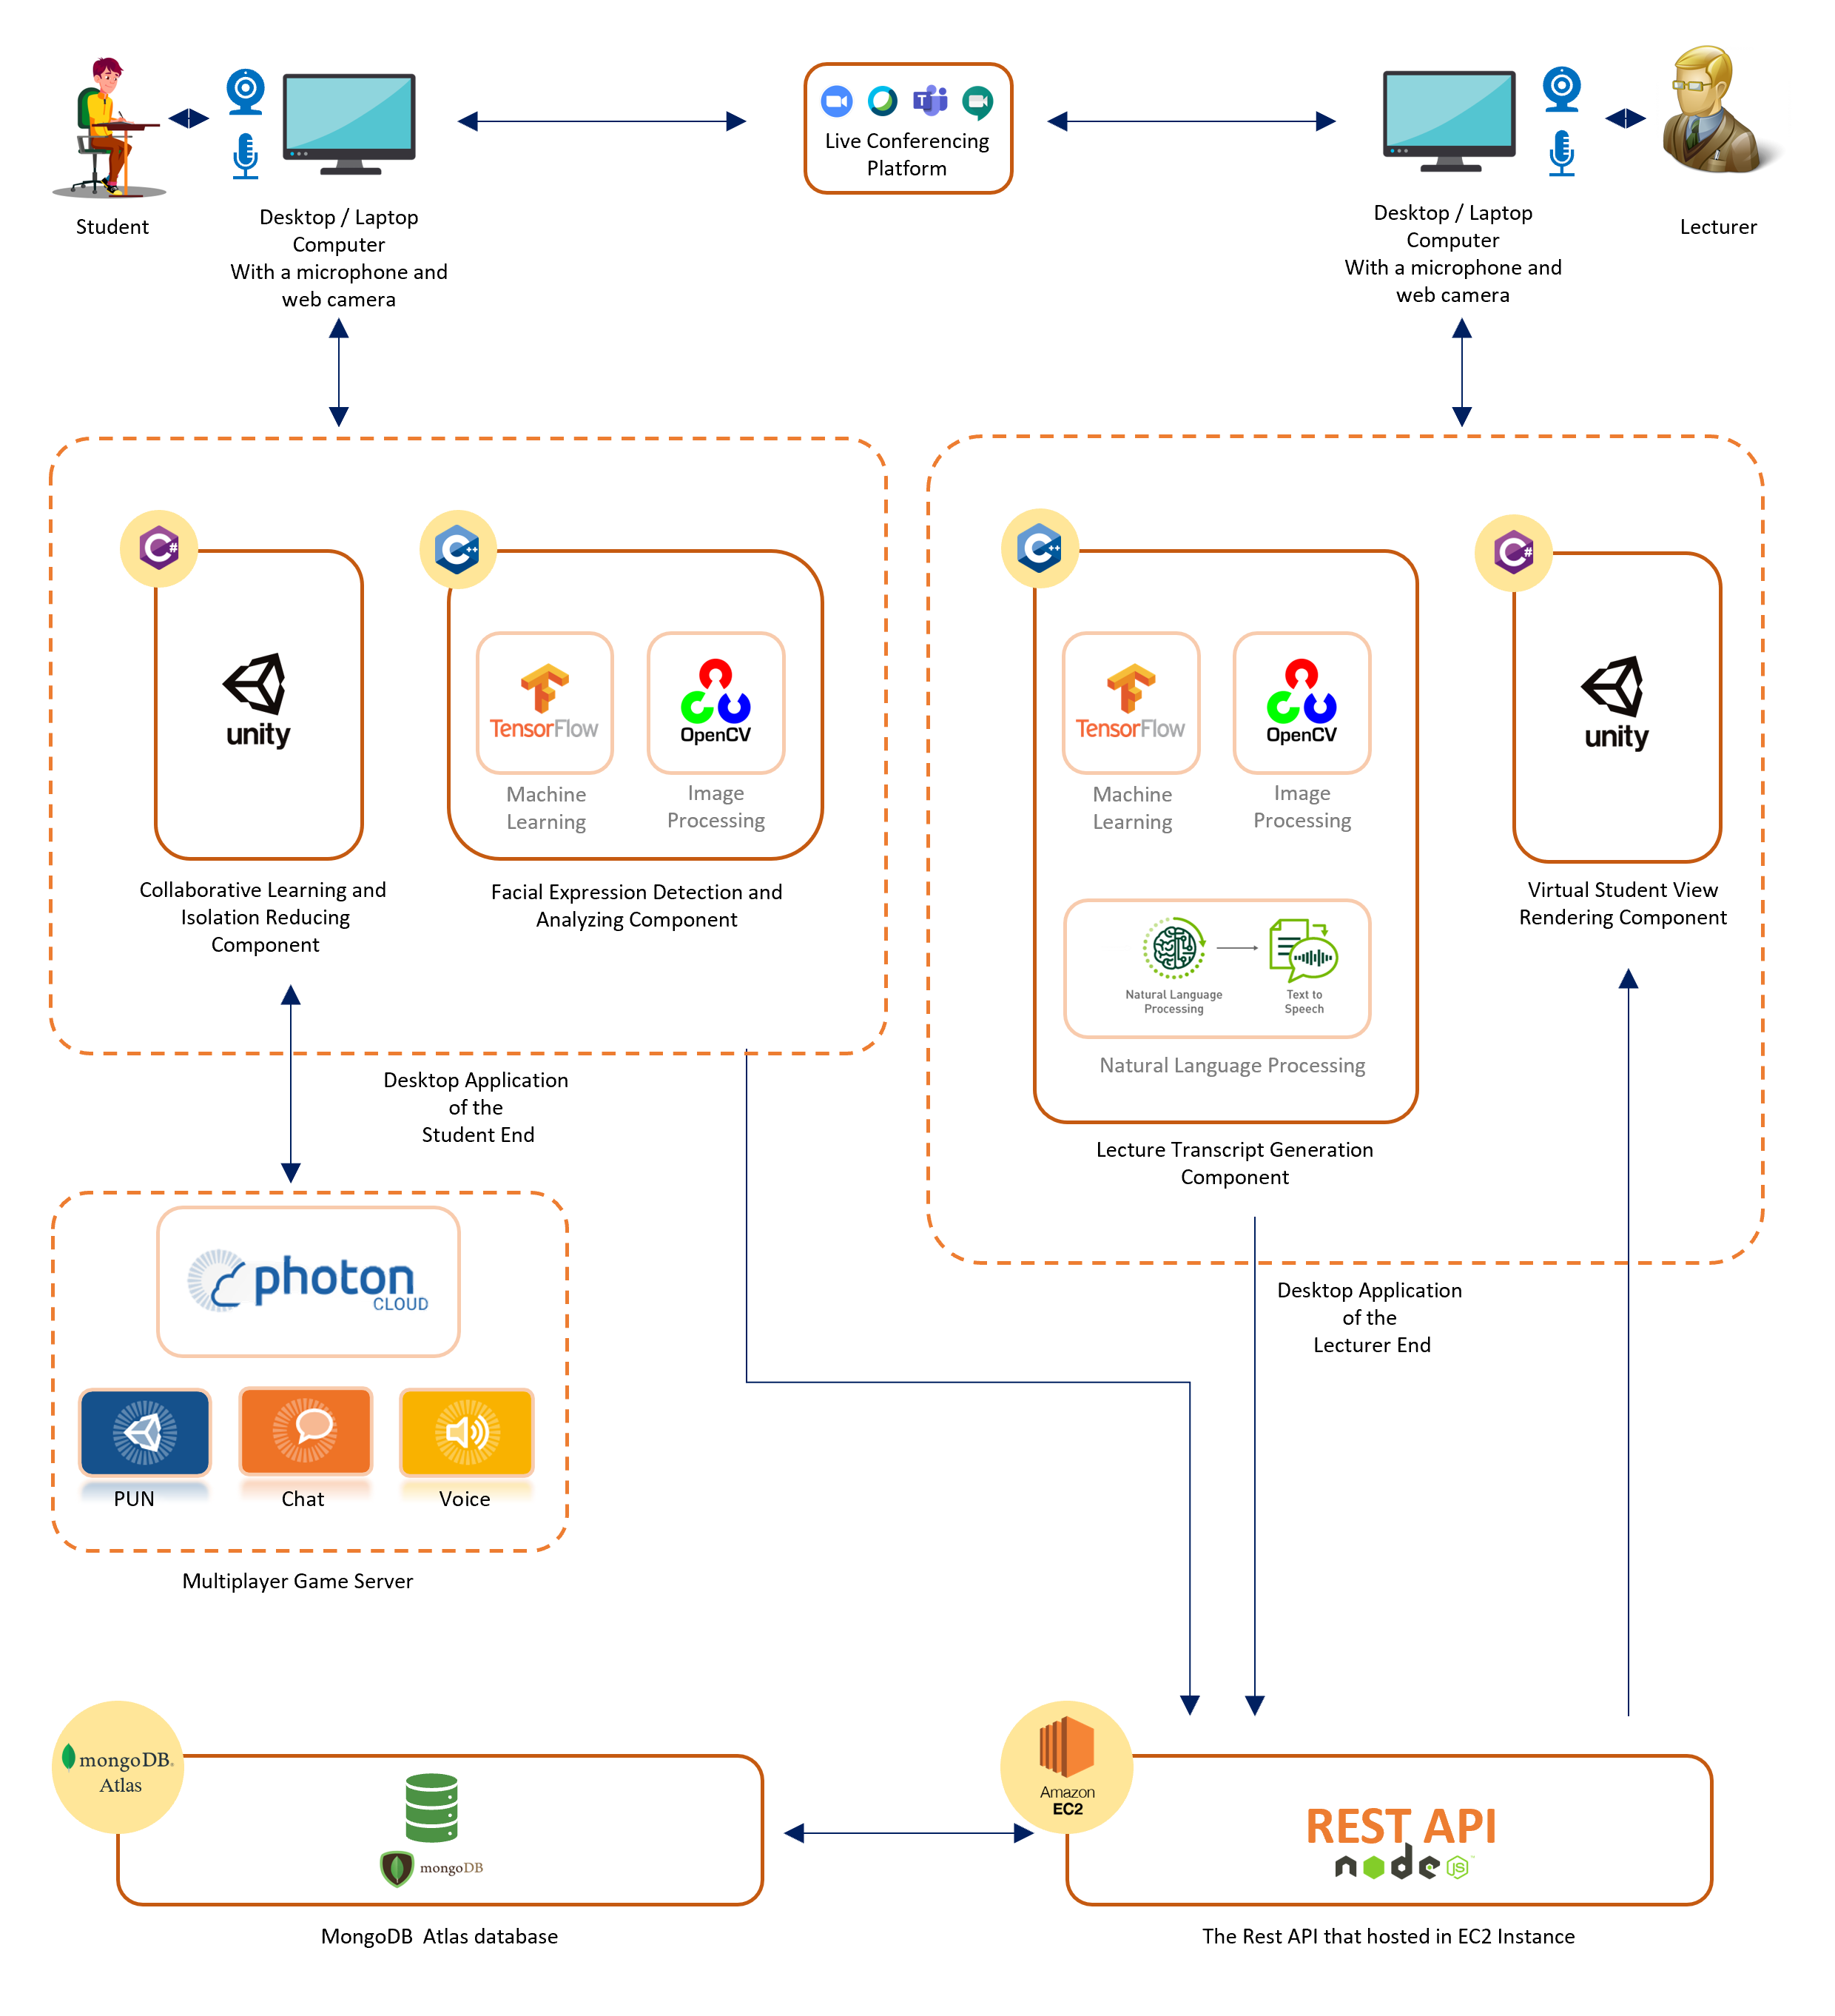 Live Conferencing
Platform
Student
Desktop / Laptop
Computer
With a microphone and
web camera
Desktop / Laptop
Computer
With a microphone and
web camera
Lecturer
C#
unity
C++
TensorFlow
Machine
Learning
OpenCV
Image
Processing
Collaborative Learning and
Isolation Reducing
Component
Facial Expression Detection and
Analyzing Component
C++
TensorFlow
Machine
Learning
OpenCV
Image
Processing
Natural Language
Processing
Text to
Speech
Natural Language Processing
Lecture Transcript Generation
Component
C#
unity
Virtual Student View
Rendering Component
Desktop Application
of the
Student End
Desktop Application
of the
Lecturer End
photon
CLOUD
PUN
Chat
Voice
Multiplayer Game Server
mongoDB.
Atlas
mongoDB
MongoDB  Atlas database
Amazon
EC2
REST API
node
JS
The Rest API that hosted in EC2 Instance